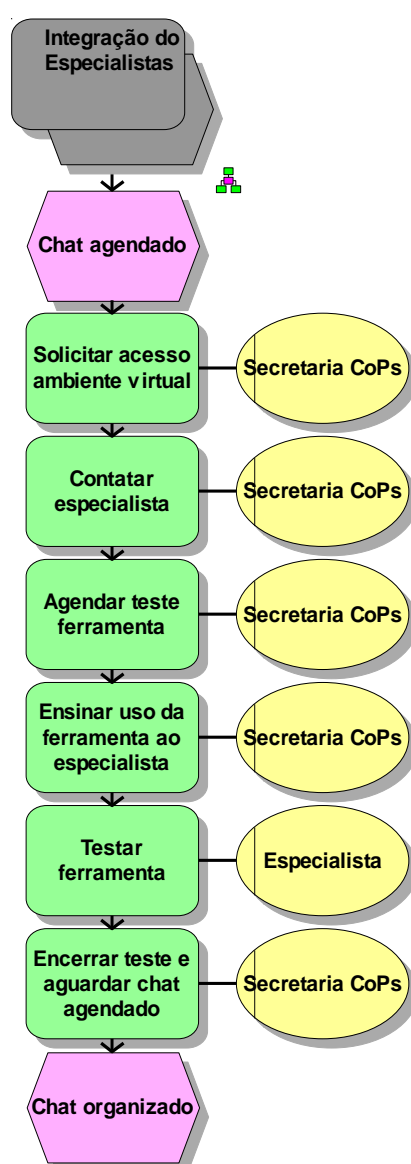 Integração do
Especialistas
Chat agendado
Solicitar acesso
ambiente virtual
Secretaria CoPs
Contatar
especialista
Secretaria CoPs
Agendar teste
ferramenta
Secretaria CoPs
Ensinar uso da
ferramenta ao
especialista
Secretaria CoPs
Testar
ferramenta
Especialista
Encerrar teste e
aguardar chat
agendado
Secretaria CoPs
Chat organizado